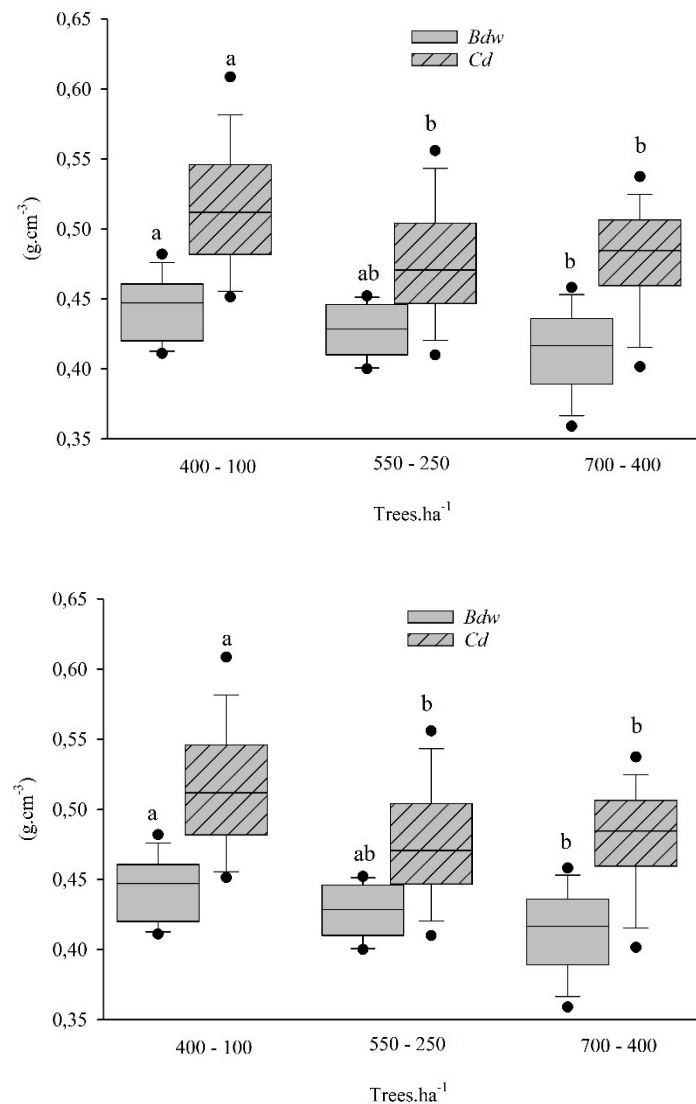 0,65
Bdw
Cd
a
0,60
0,55
b
b
(g.cm-3)
0,50
a
ab
b
0,45
0,40
0,35
400 - 100
550 - 250
700 - 400
Trees.ha-1
0,65
Bdw
Cd
a
0,60
0,55
b
b
(g.cm-3)
0,50
a
ab
b
0,45
0,40
0,35
400 - 100
550 - 250
700 - 400
Trees.ha-1